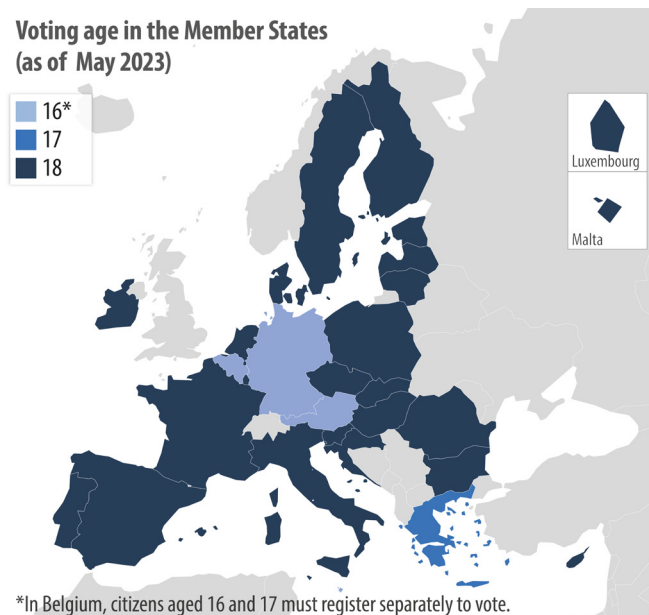 Voting age in the Member States
(as of May 2023)
16*
17
18
Luxembourg
Malta
*In Belgium, citizens aged 16 and 17 must register separately to vote.